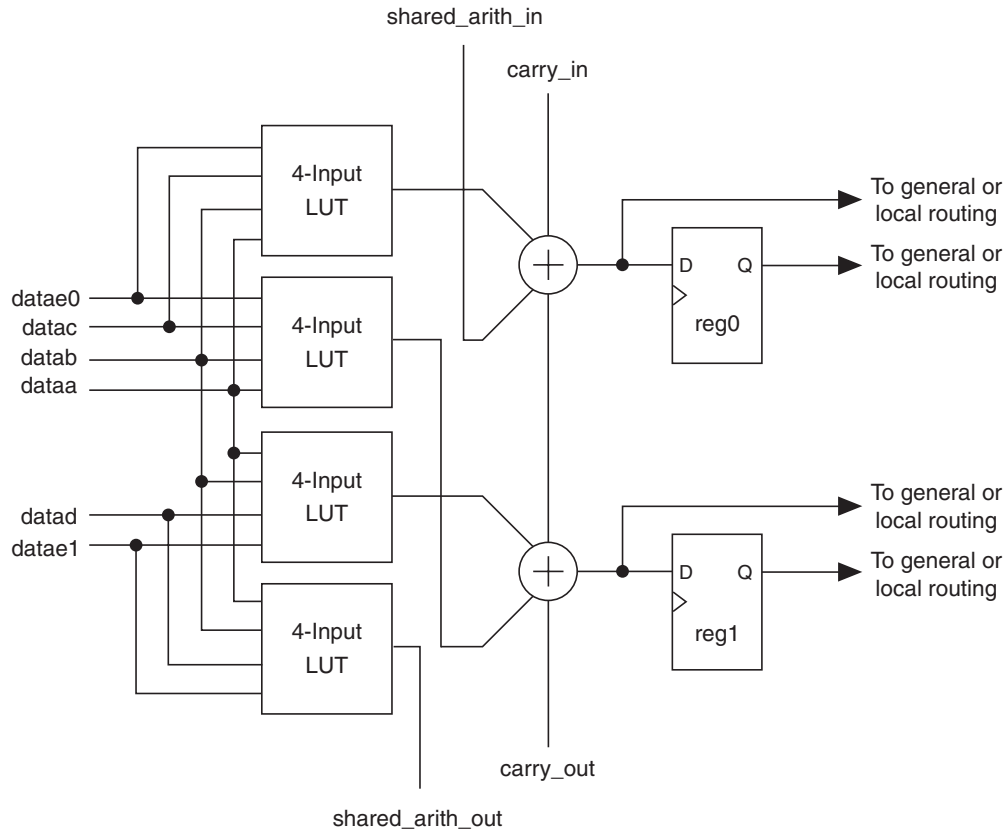 shared_arith_in
carry_in
4-Input
LUT
To general or
local routing
D
Q
To general or
local routing
reg0
datae0
datac
datab
dataa
4-Input
LUT
4-Input
LUT
To general or
local routing
datad
datae1
D
Q
To general or
local routing
reg1
4-Input
LUT
carry_out
shared_arith_out